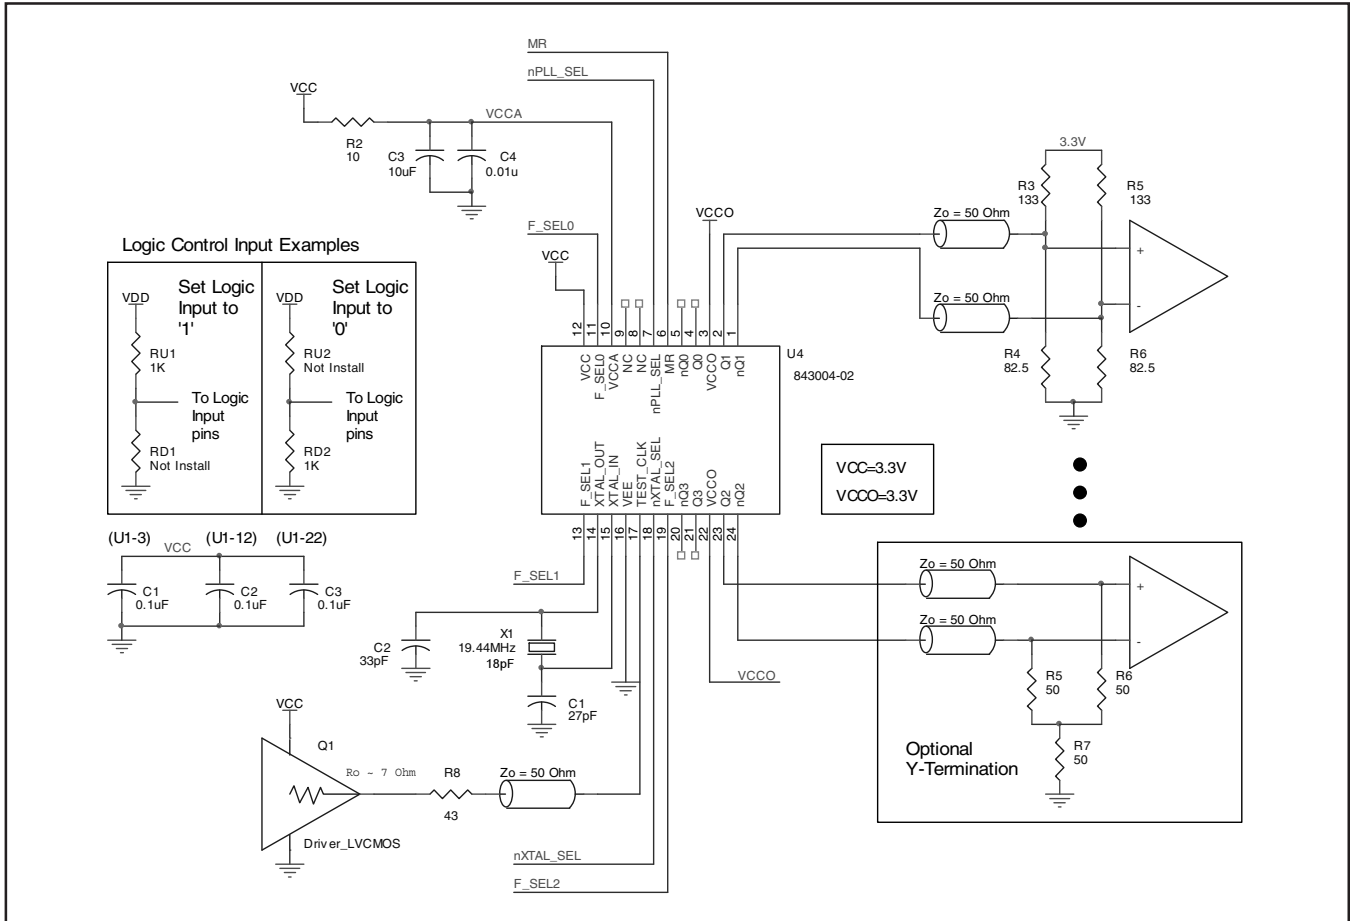 MR
nPLL_SEL
VCC
VCCA
R2
10
C3
10uF
C4
0.01u
3.3V
R3
133
R5
133
Zo = 50 Ohm
VCCO
F_SEL0
VCC
+
-
Zo = 50 Ohm
R4
82.5
R6
82.5
Logic Control Input Examples
Set Logic
Input to
'1'
VDD
RU1
1K
To Logic
Input
pins
RD1
Not Install
Set Logic
Input to
'0'
VDD
RU2
Not Install
To Logic
Input
pins
RD2
1K
12 11 10 9 8 7 6 5 4 3 2 1
VCC
F_SEL0
VCCA
NC
NC
nPLL_SEL
MR
nQ0
Q0
VCCO
Q1
nQ1
U4
843004-02
F_SEL1
XTAL_OUT
XTAL_IN
VEE
TEST_CLK
nXTAL_SEL
F_SEL2
nQ3
Q3
VCCO
Q2
nQ2
13 14 15 16 17 18 19 20 21 22 23 24
VCC=3.3V
VCCO=3.3V
(U1-3) (U1-12) (U1-22)
VCC
C1
0.1uF
C2
0.1uF
C3
0.1uF
F_SEL1
C2
33pF
X1
19.44MHz
18pF
C1
27pF
VCCO
Zo = 50 Ohm
+
Zo = 50 Ohm
-
R5
50
R6
50
R7
50
Optional
Y-Termination
VCC
Q1
Ro ~ 7 Ohm
R8
43
Zo = 50 Ohm
Driver_LVCMOS
nXTAL_SEL
F_SEL2